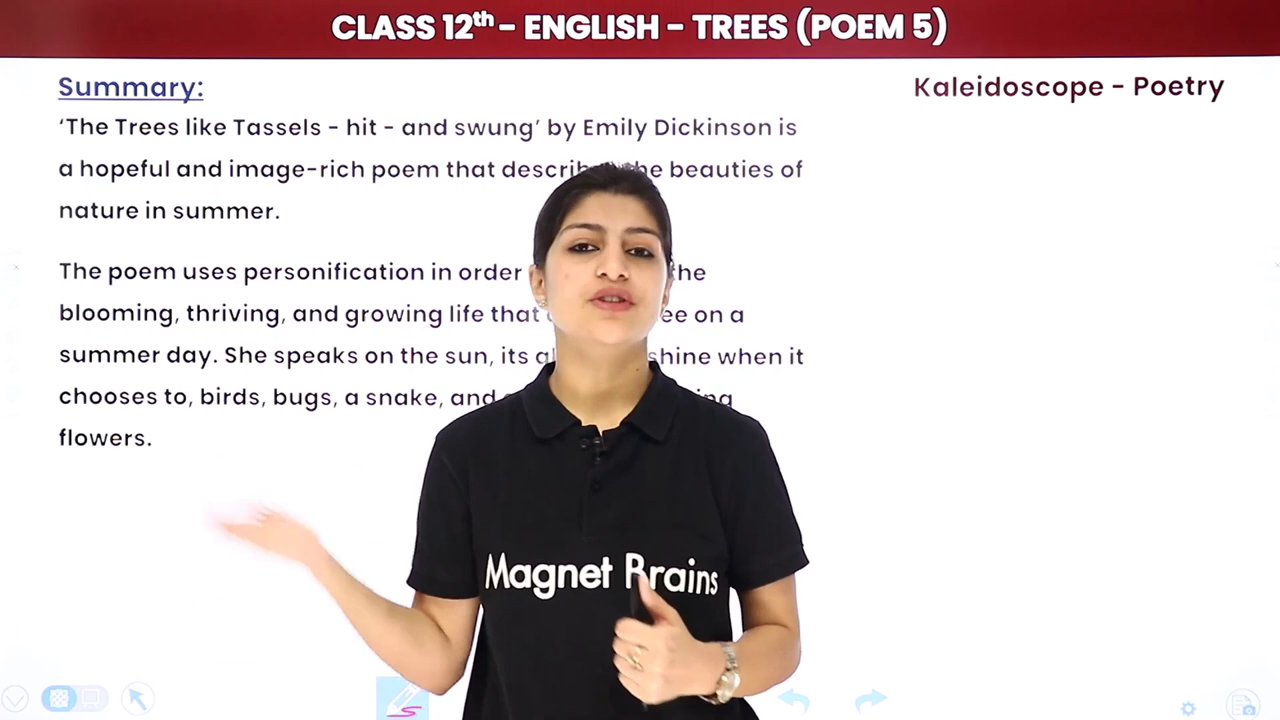 CLASS 12th - ENGLISH - TREES (POEM 5)
Summary:
Kaleidoscope - Poetry
‘The Trees like Tassels - hit - and swung’ by Emily Dickinson is
a hopeful and image-rich poem that the beauties of
nature in summer.
The poem uses personification in order the
blooming, thriving, and growing life that on a
summer day. She speaks on the sun, its shine when it
chooses to, birds, bugs, a snake, and
flowers.
Magnet Brains